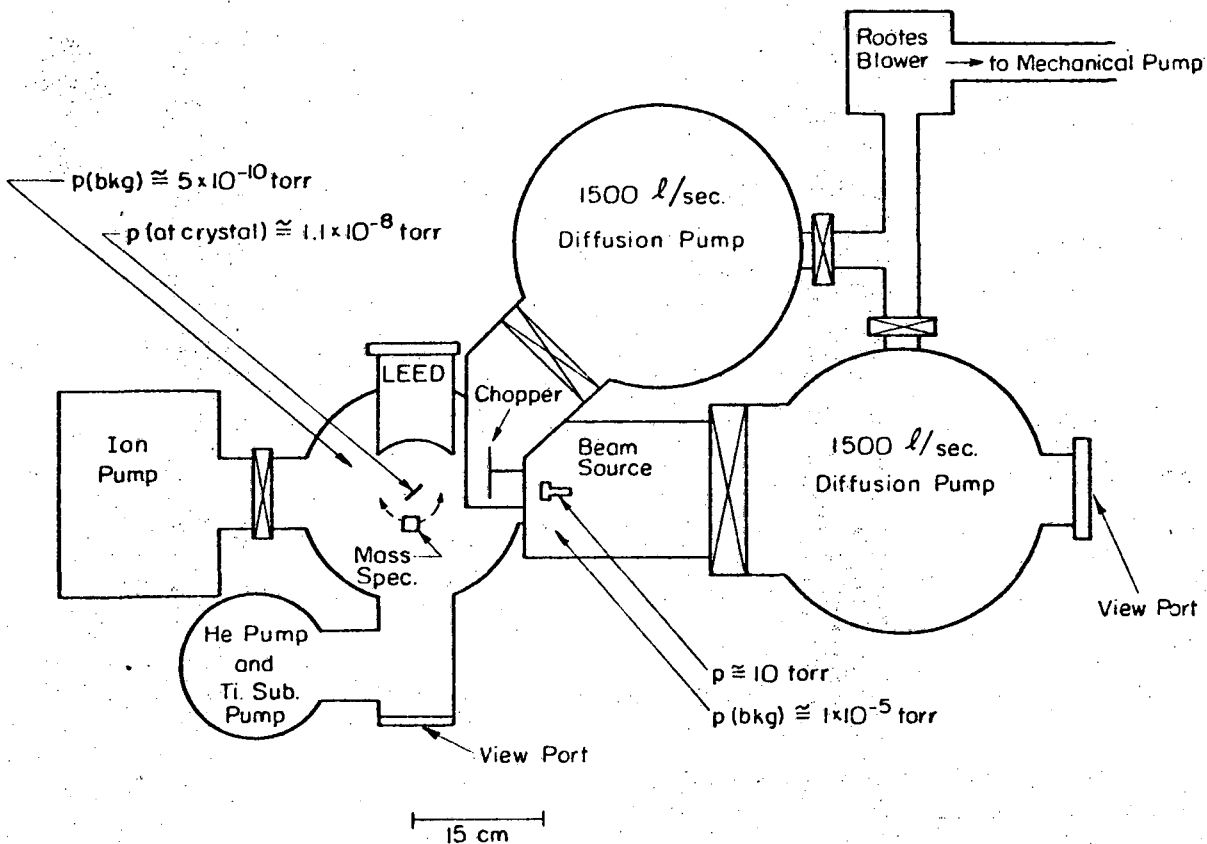 Rootes
Blower
to Mechanical Pump
p(bkg) ≅ 5 x 10⁻¹⁰ torr
p (at crystal) ≅ 1.1 x 10⁻⁸ torr
1500 ℓ/sec.
Diffusion Pump
LEED
Chopper
Ion
Pump
Beam
Source
1500 ℓ/sec.
Diffusion Pump
Mass
Spec.
View Port
He Pump
and
Ti. Sub.
Pump
p ≅ 10 torr
p(bkg) ≅ 1x10⁻⁵ torr
View Port
15 cm